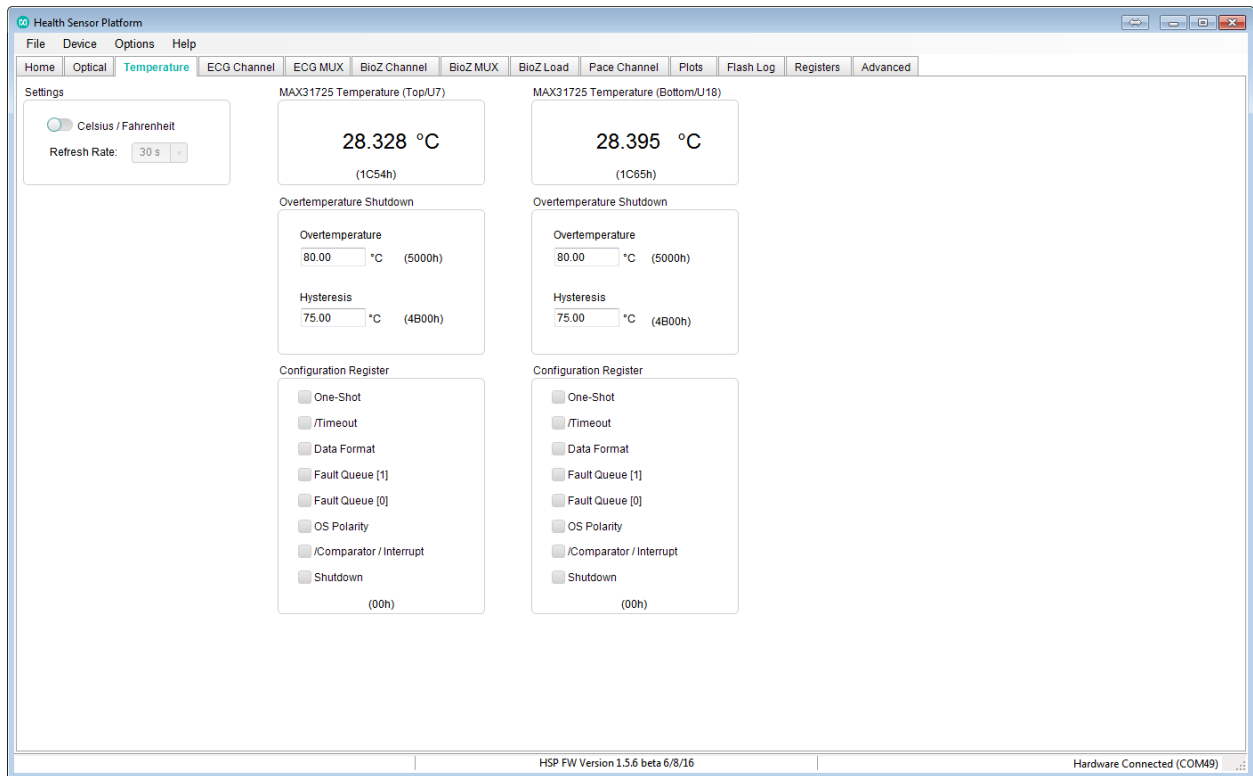 Health Sensor Platform
File Device Options Help
Home Optical Temperature ECG Channel ECG MUX BioZ Channel BioZ MUX BioZ Load Pace Channel Plots Flash Log Registers Advanced
Settings
Celsius / Fahrenheit
Refresh Rate: 30 s
MAX31725 Temperature (Top/U7)
28.328 °C
(1C54h)
Overtemperature Shutdown
Overtemperature
80.00 °C (5000h)
Hysteresis
75.00 °C (4B00h)
Configuration Register
One-Shot
/Timeout
Data Format
Fault Queue [1]
Fault Queue [0]
OS Polarity
/Comparator / Interrupt
Shutdown
(00h)
MAX31725 Temperature (Bottom/U18)
28.395 °C
(1C65h)
Overtemperature Shutdown
Overtemperature
80.00 °C (5000h)
Hysteresis
75.00 °C (4B00h)
Configuration Register
One-Shot
/Timeout
Data Format
Fault Queue [1]
Fault Queue [0]
OS Polarity
/Comparator / Interrupt
Shutdown
(00h)
HSP FW Version 1.5.6 beta 6/8/16
Hardware Connected (COM49)